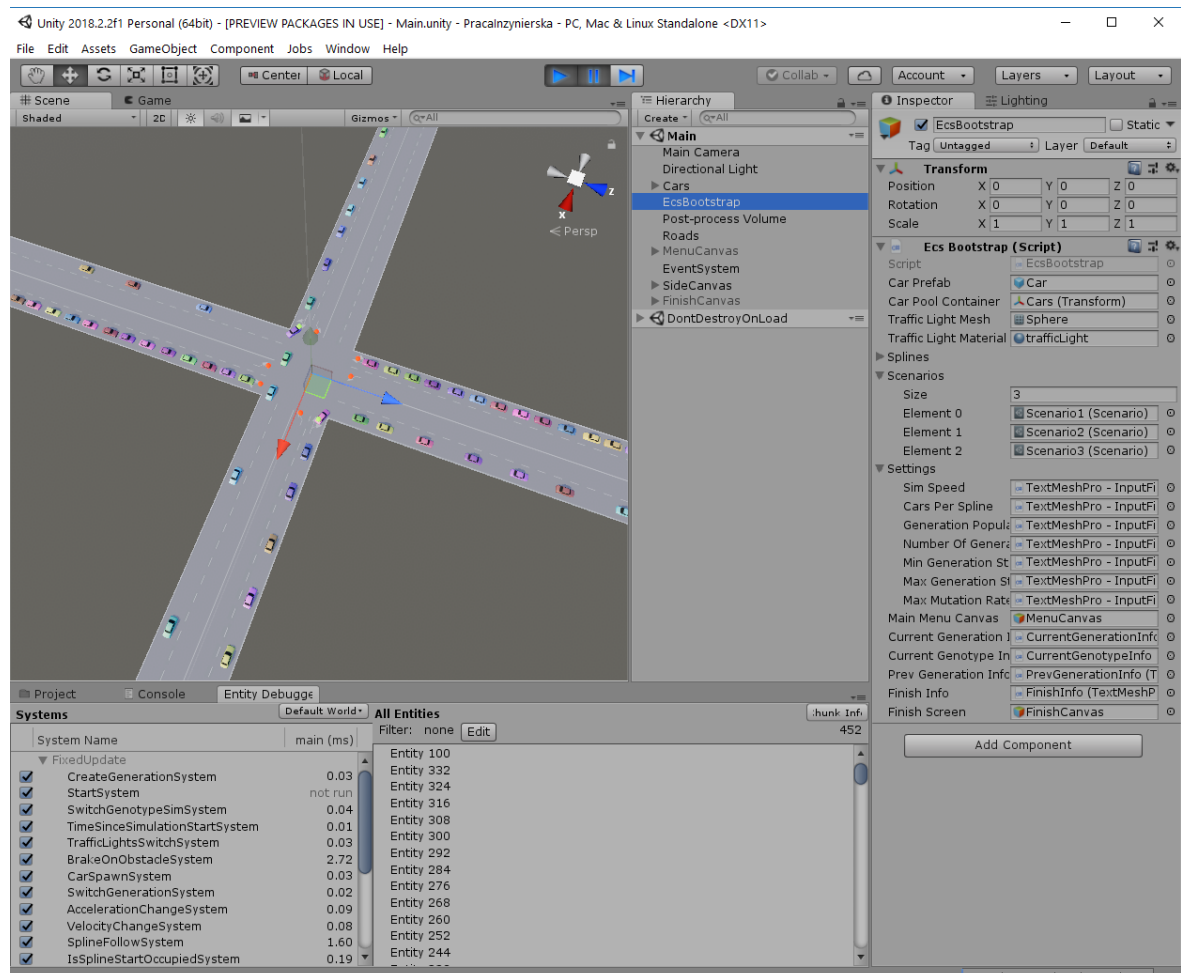 Unity 2018.2.2f1 Personal (64bit) - [PREVIEW PACKAGES IN USE] - Main.unity - PracaInzynierska - PC, Mac & Linux Standalone <DX11>
File Edit Assets GameObject Component Jobs Window Help
Center Local Collab Account Layers Layout
Scene Game
Shaded 2D Gizmos All
z
x
Persp
Hierarchy
Create All
Main
Main Camera
Directional Light
Cars
EcsBootstrap
Post-process Volume
Roads
MenuCanvas
EventSystem
SideCanvas
FinishCanvas
DontDestroyOnLoad
Inspector Lighting
EcsBootstrap Static
Tag Untagged Layer Default
Transform
Position X 0 Y 0 Z 0
Rotation X 0 Y 0 Z 0
Scale X 1 Y 1 Z 1
Ecs Bootstrap (Script)
Script EcsBootstrap
Car Prefab Car
Car Pool Container Cars (Transform)
Traffic Light Mesh Sphere
Traffic Light Material trafficLight
Splines
Scenarios
Size 3
Element 0 Scenario1 (Scenario)
Element 1 Scenario2 (Scenario)
Element 2 Scenario3 (Scenario)
Settings
Sim Speed TextMeshPro - InputFi
Cars Per Spline TextMeshPro - InputFi
Generation Popula TextMeshPro - InputFi
Number Of Genera TextMeshPro - InputFi
Min Generation St TextMeshPro - InputFi
Max Generation St TextMeshPro - InputFi
Max Mutation Rate TextMeshPro - InputFi
Main Menu Canvas MenuCanvas
Current Generation I CurrentGenerationInfo
Current Genotype In CurrentGenotypeInfo
Prev Generation Info PrevGenerationInfo (T
Finish Info FinishInfo (TextMeshP
Finish Screen FinishCanvas
Add Component
Project Console Entity Debugge
Systems Default World
System Name main (ms)
FixedUpdate
CreateGenerationSystem 0.03
StartSystem not run
SwitchGenotypeSimSystem 0.04
TimeSinceSimulationStartSystem 0.01
TrafficLightsSwitchSystem 0.03
BrakeOnObstacleSystem 2.72
CarSpawnSystem 0.03
SwitchGenerationSystem 0.02
AccelerationChangeSystem 0.09
VelocityChangeSystem 0.08
SplineFollowSystem 1.60
IsSplineStartOccupiedSystem 0.19
All Entities hunk Inf
Filter: none Edit 452
Entity 100
Entity 332
Entity 324
Entity 316
Entity 308
Entity 300
Entity 292
Entity 284
Entity 276
Entity 268
Entity 260
Entity 252
Entity 244